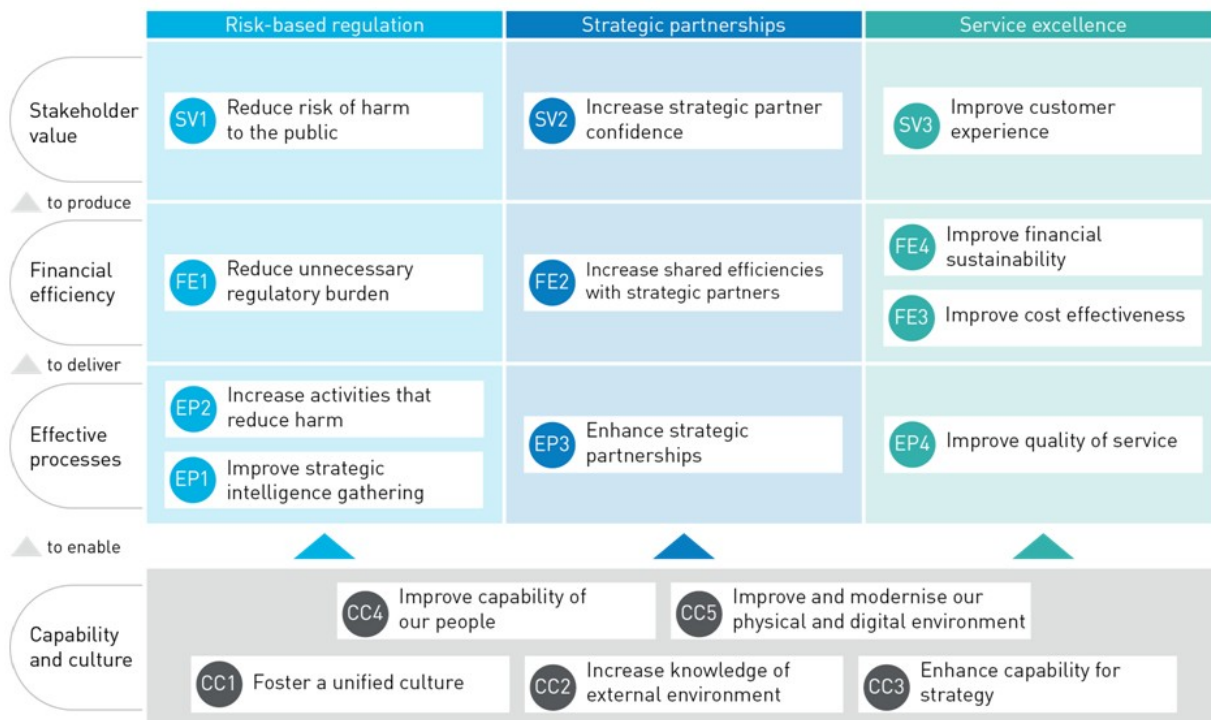 Risk-based regulation
Strategic partnerships
Service excellence
Stakeholder
value
SV1
Reduce risk of harm
to the public
SV2
Increase strategic partner
confidence
SV3
Improve customer
experience
to produce
Financial
efficiency
FE1
Reduce unnecessary
regulatory burden
FE2
Increase shared efficiencies
with strategic partners
FE4
Improve financial
sustainability
FE3
Improve cost effectiveness
to deliver
Effective
processes
EP2
Increase activities that
reduce harm
EP1
Improve strategic
intelligence gathering
EP3
Enhance strategic
partnerships
EP4
Improve quality of service
to enable
Capability
and culture
CC4
Improve capability of
our people
CC5
Improve and modernise our
physical and digital environment
CC1
Foster a unified culture
CC2
Increase knowledge of
external environment
CC3
Enhance capability for
strategy